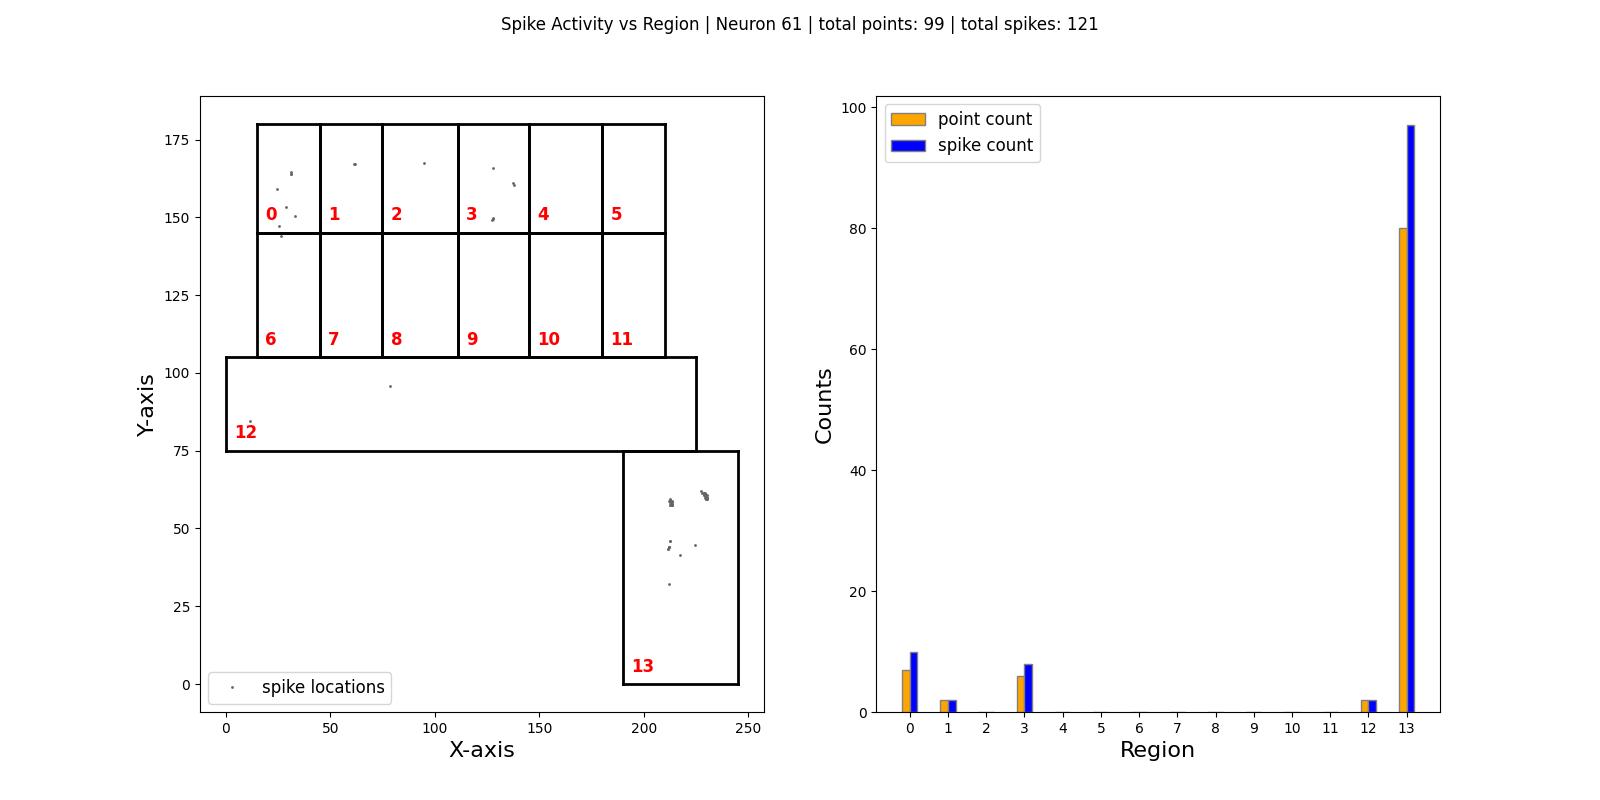 Spike Activity vs Region | Neuron 61 | total points: 99 | total spikes: 121
175
150
125
100
75
50
25
0
Y-axis
0 1 2 3 4 5
6 7 8 9 10 11
12
13
spike locations
0 50 100 150 200 250
X-axis
100
80
60
40
20
0
Counts
point count
spike count
0 1 2 3 4 5 6 7 8 9 10 11 12 13
Region